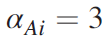 α_{Ai} = 3